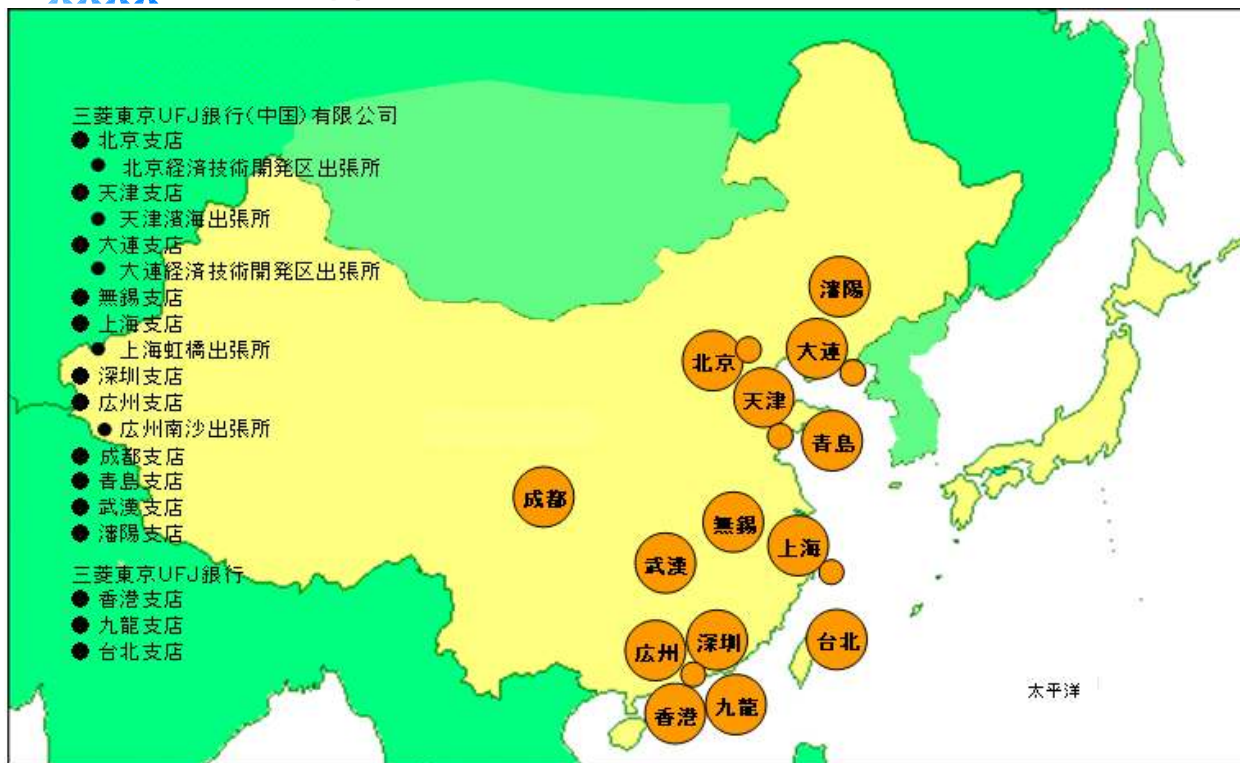 三菱東京UFJ銀行(中国)有限公司
● 北京支店
● 北京経済技術開発区出張所
● 天津支店
● 天津濱海出張所
● 大連支店
● 大連経済技術開発区出張所
● 無錫支店
● 上海支店
● 上海虹橋出張所
● 深圳支店
● 広州支店
● 広州南沙出張所
● 成都支店
● 青島支店
● 武漢支店
● 瀋陽支店
三菱東京UFJ銀行
● 香港支店
● 九龍支店
● 台北支店
瀋陽
大連
北京
天津
青島
成都
無錫
上海
武漢
深圳
広州
台北
香港
九龍
太平洋